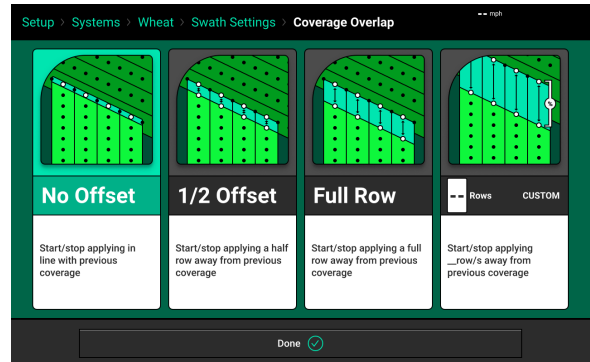 Setup > Systems > Wheat > Swath Settings > Coverage Overlap
-- mph
No Offset
Start/stop applying in
line with previous
coverage
1/2 Offset
Start/stop applying a half
row away from previous
coverage
Full Row
Start/stop applying a full
row away from previous
coverage
%
-- Rows CUSTOM
Start/stop applying
__row/s away from
previous coverage
Done